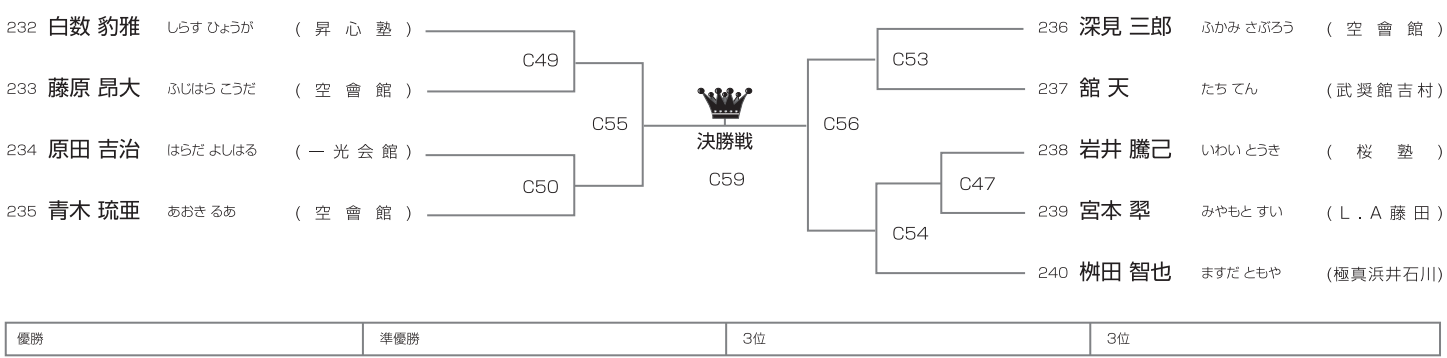 232 白数 豹雅 しらす ひょうが (昇心塾)
C49
233 藤原 昂大 ふじはら こうだ (空會館)
C55
234 原田 吉治 はらだ よしはる (一光会館)
C50
235 青木 琉亜 あおき るあ (空會館)
決勝戦
C59
236 深見 三郎 ふかみ さぶろう (空會館)
C53
237 舘 天 たち てん (武奨館吉村)
C56
238 岩井 騰己 いわい とうき (桜塾)
C47
239 宮本 翆 みやもと すい (L.A藤田)
C54
240 桝田 智也 ますだ ともや (極真浜井石川)
優勝
準優勝
3位
3位